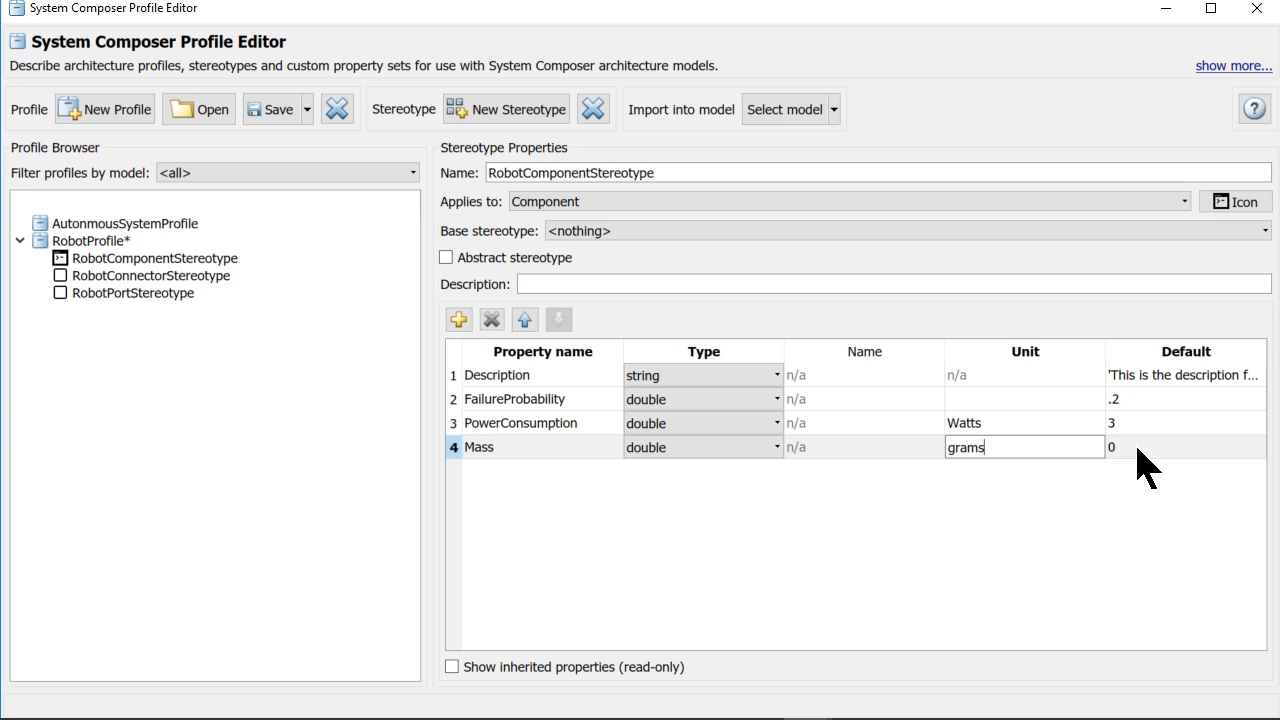 System Composer Profile Editor
System Composer Profile Editor
Describe architecture profiles, stereotypes and custom property sets for use with System Composer architecture models.
show more...
Profile New Profile Open Save Stereotype New Stereotype Import into model Select model ?
Profile Browser
Filter profiles by model: <all>
AutonmousSystemProfile
RobotProfile*
RobotComponentStereotype
RobotConnectorStereotype
RobotPortStereotype
Stereotype Properties
Name: RobotComponentStereotype
Applies to: Component Icon
Base stereotype: <nothing>
Abstract stereotype
Description:
Property name Type Name Unit Default
1 Description string n/a n/a 'This is the description f...
2 FailureProbability double n/a .2
3 PowerConsumption double n/a Watts 3
4 Mass double n/a grams 0
Show inherited properties (read-only)